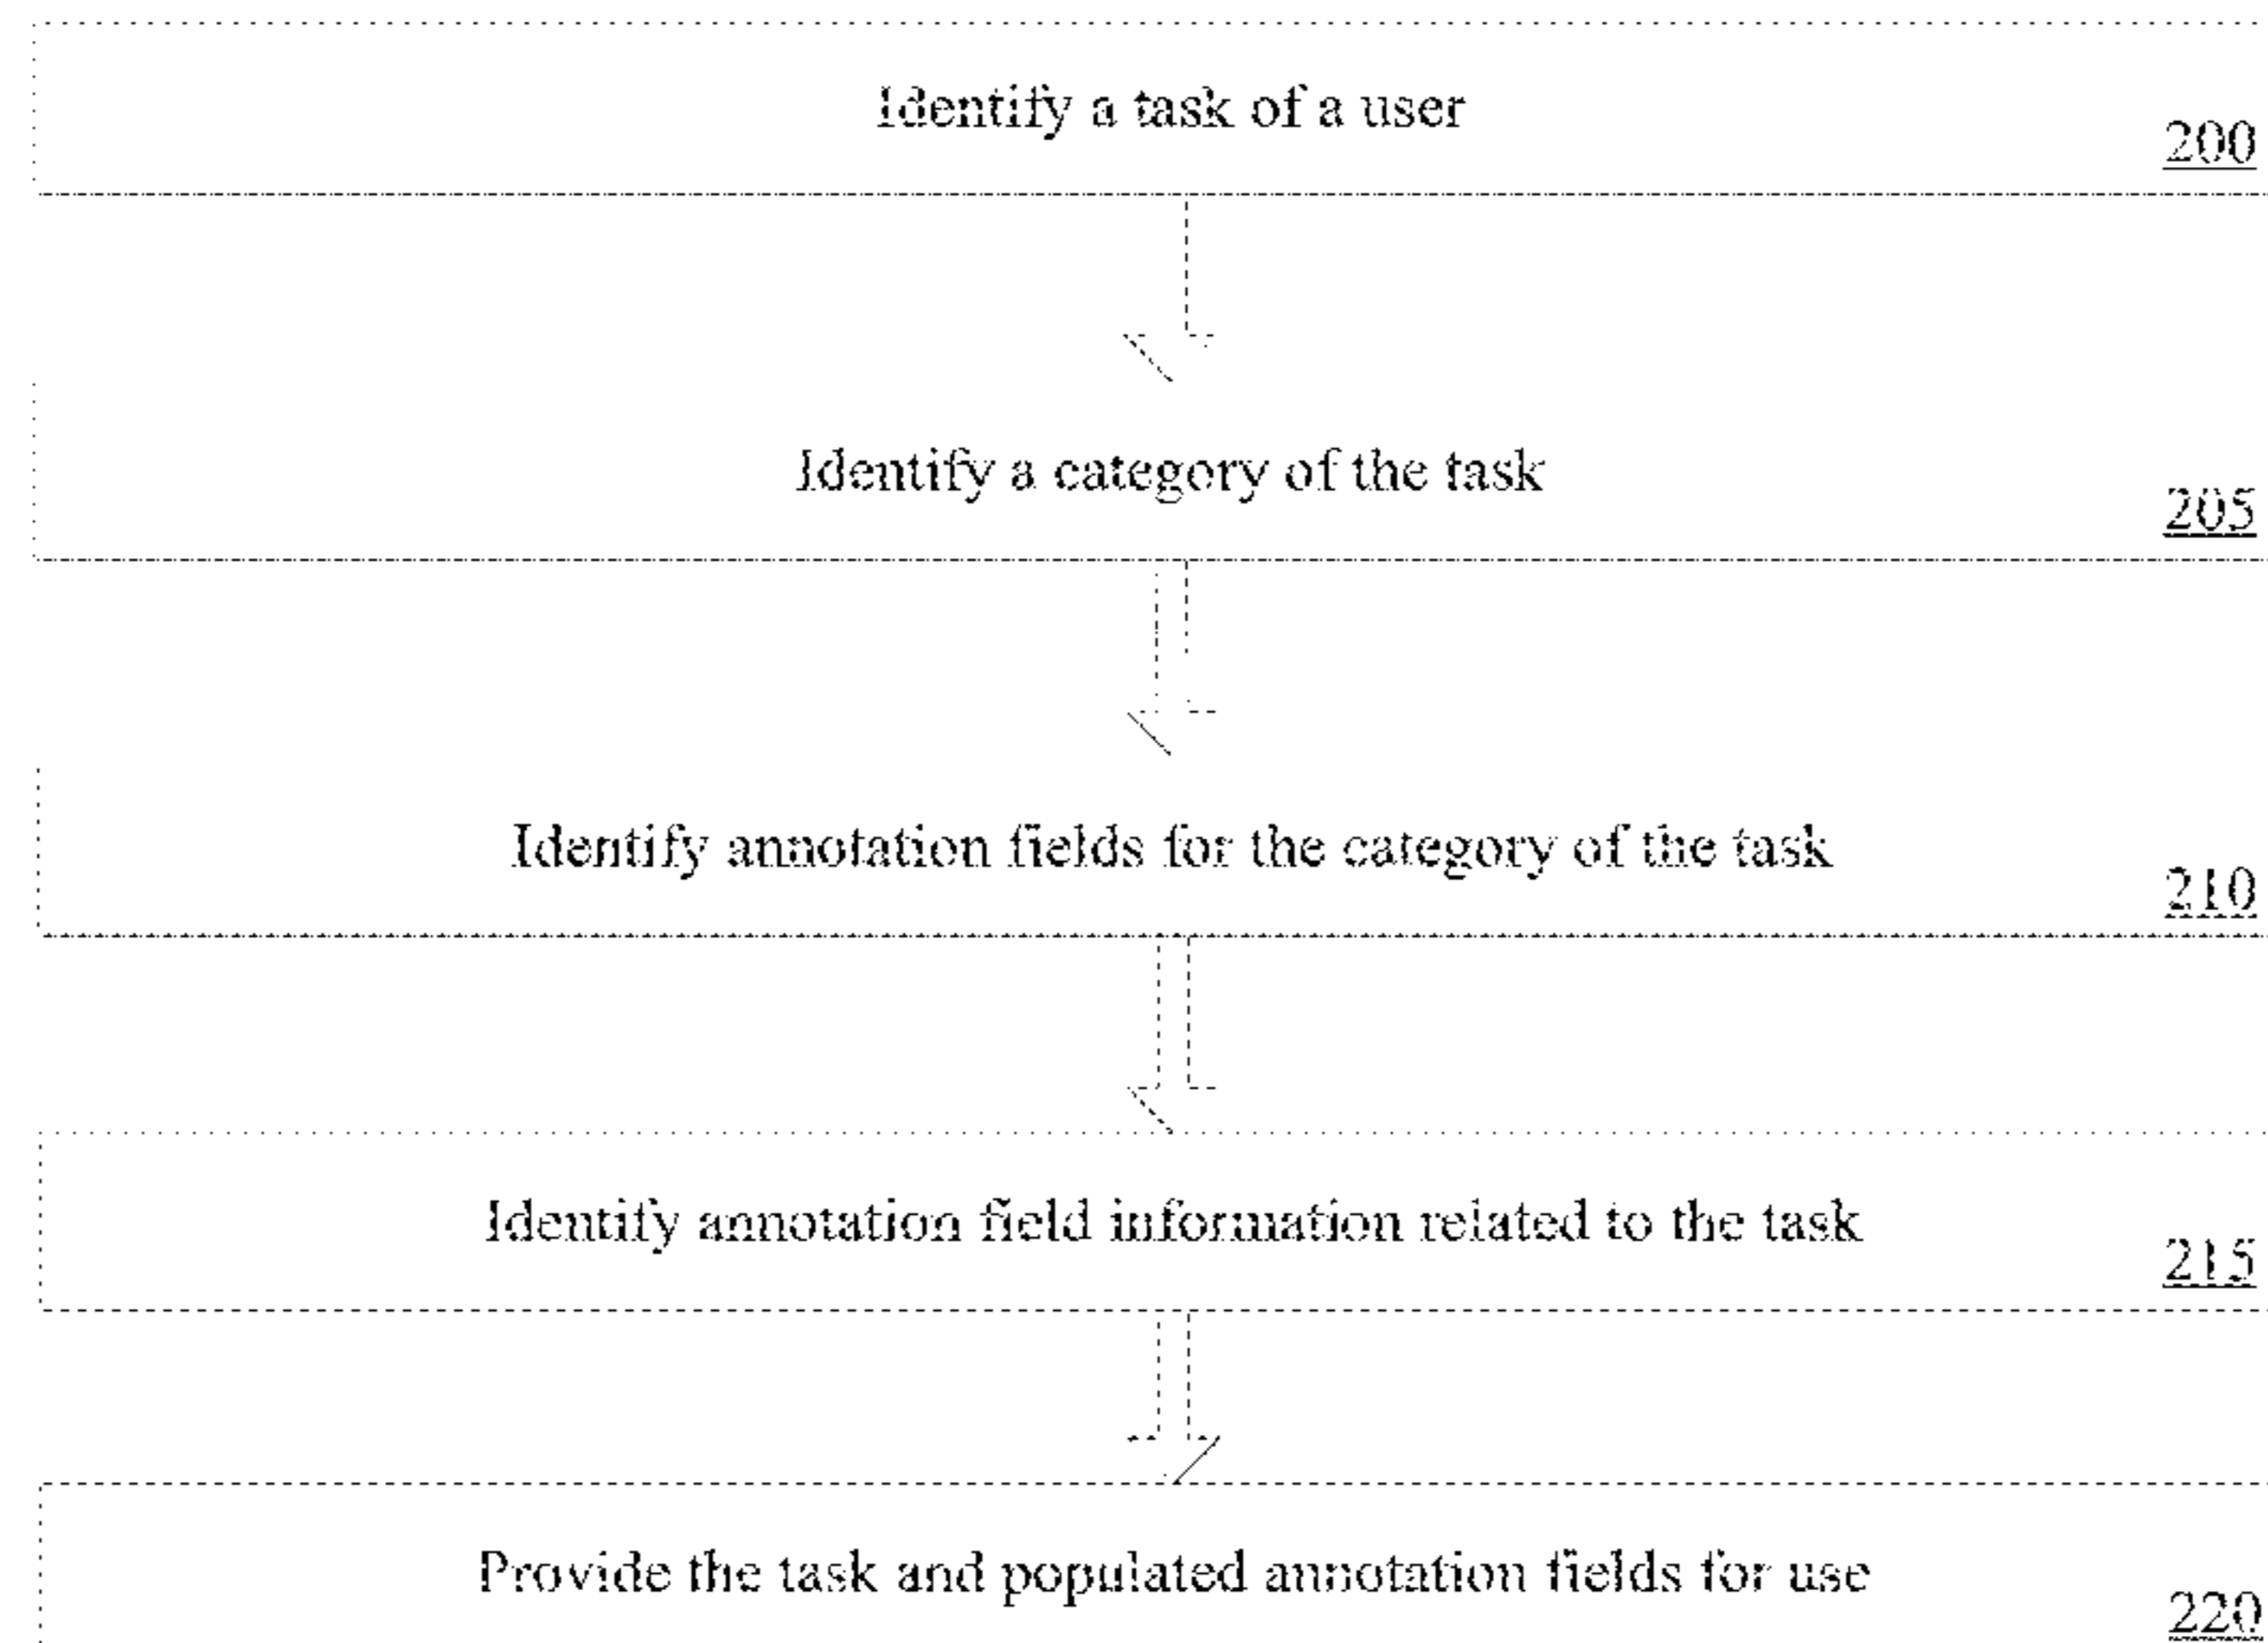 Identify a task of a user
200
Identify a category of the task
205
Identify annotation fields for the category of the task
210
Identify annotation field information related to the task
215
Provide the task and populated annotation fields for use
220